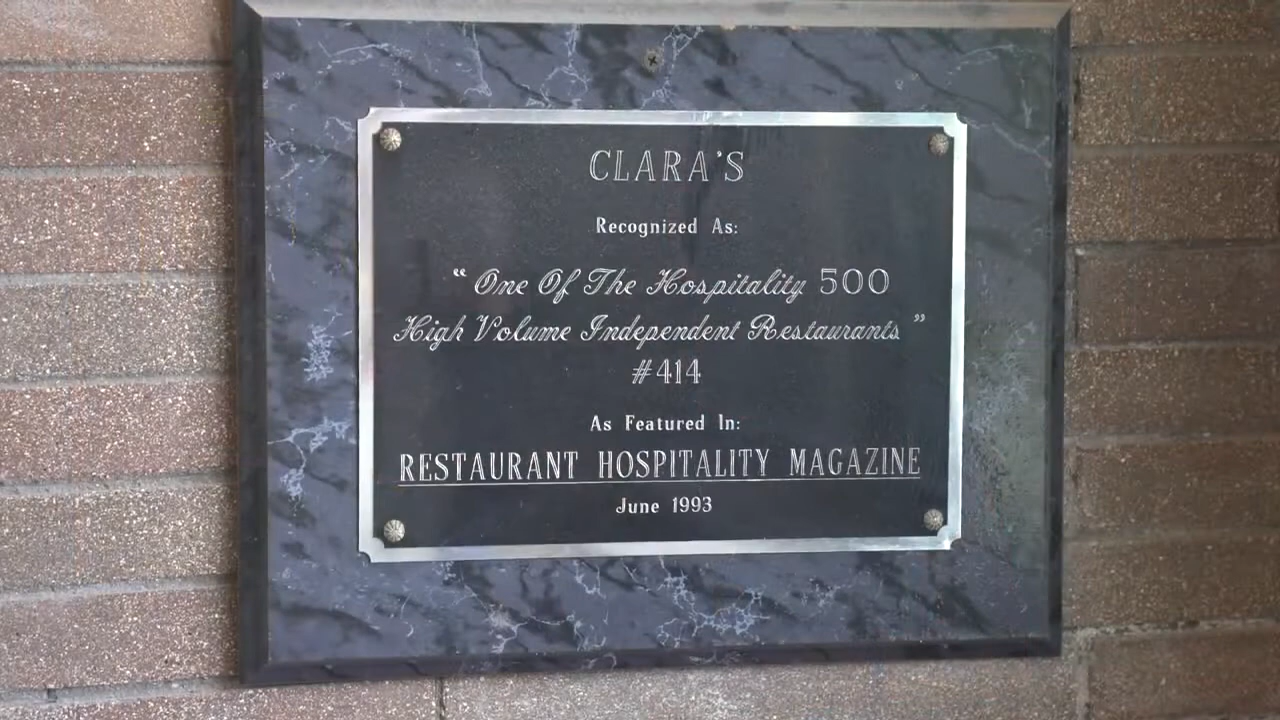 CLARA'S
Recognized As:
“ One Of The Hospitality 500
High Volume Independent Restaurants ”
#414
As Featured In:
RESTAURANT HOSPITALITY MAGAZINE
June 1993